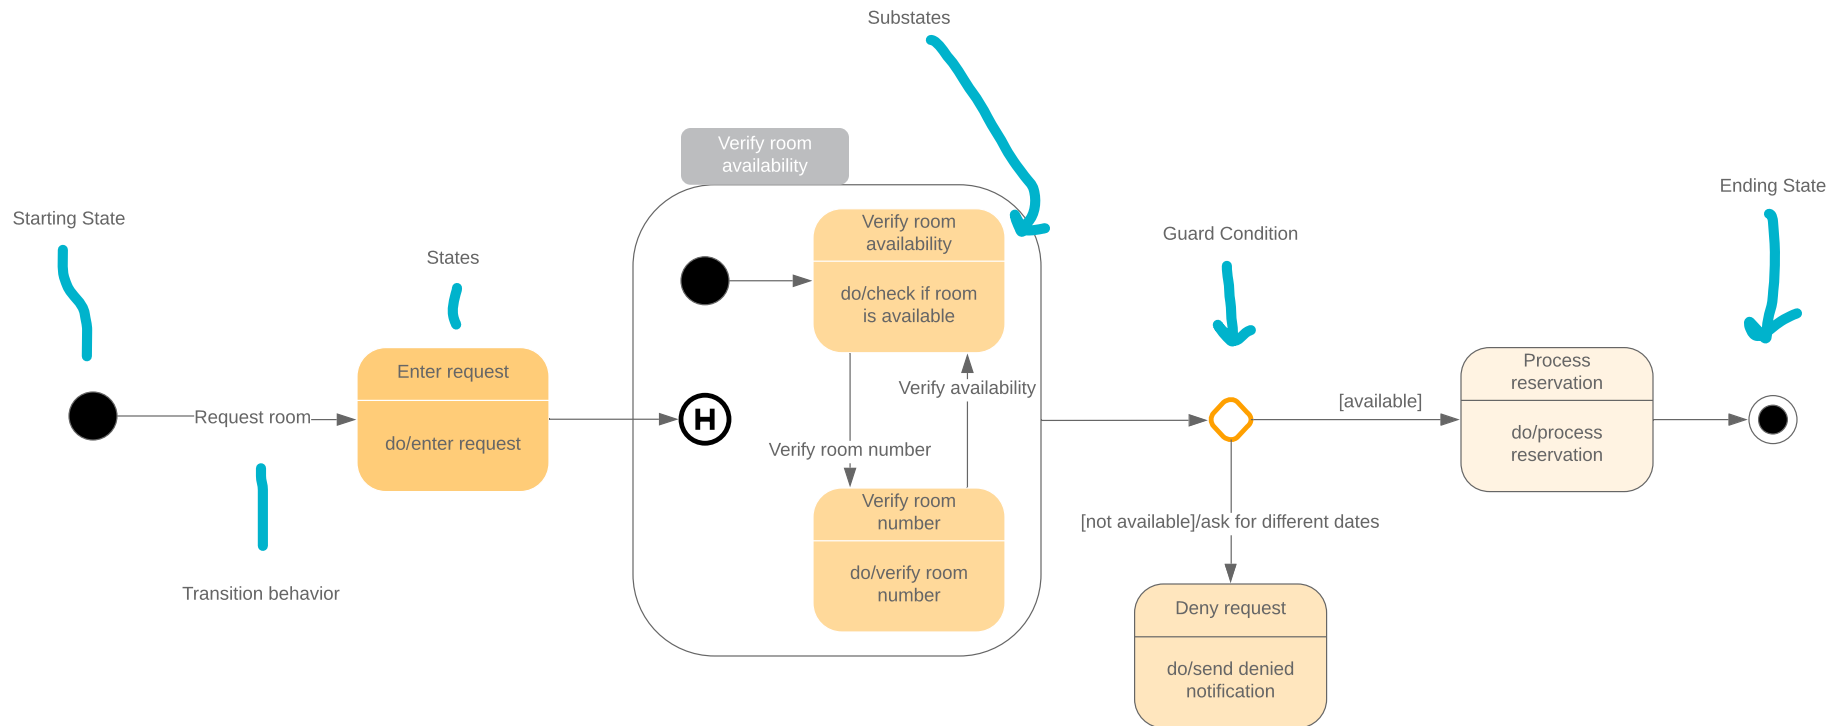 Substates
Verify room
availability
Starting State
States
Guard Condition
Ending State
Verify room
availability
do/check if room
is available
Enter request
do/enter request
Request room
H
Verify availability
Verify room number
Verify room
number
do/verify room
number
[available]
Process
reservation
do/process
reservation
[not available]/ask for different dates
Deny request
do/send denied
notification
Transition behavior